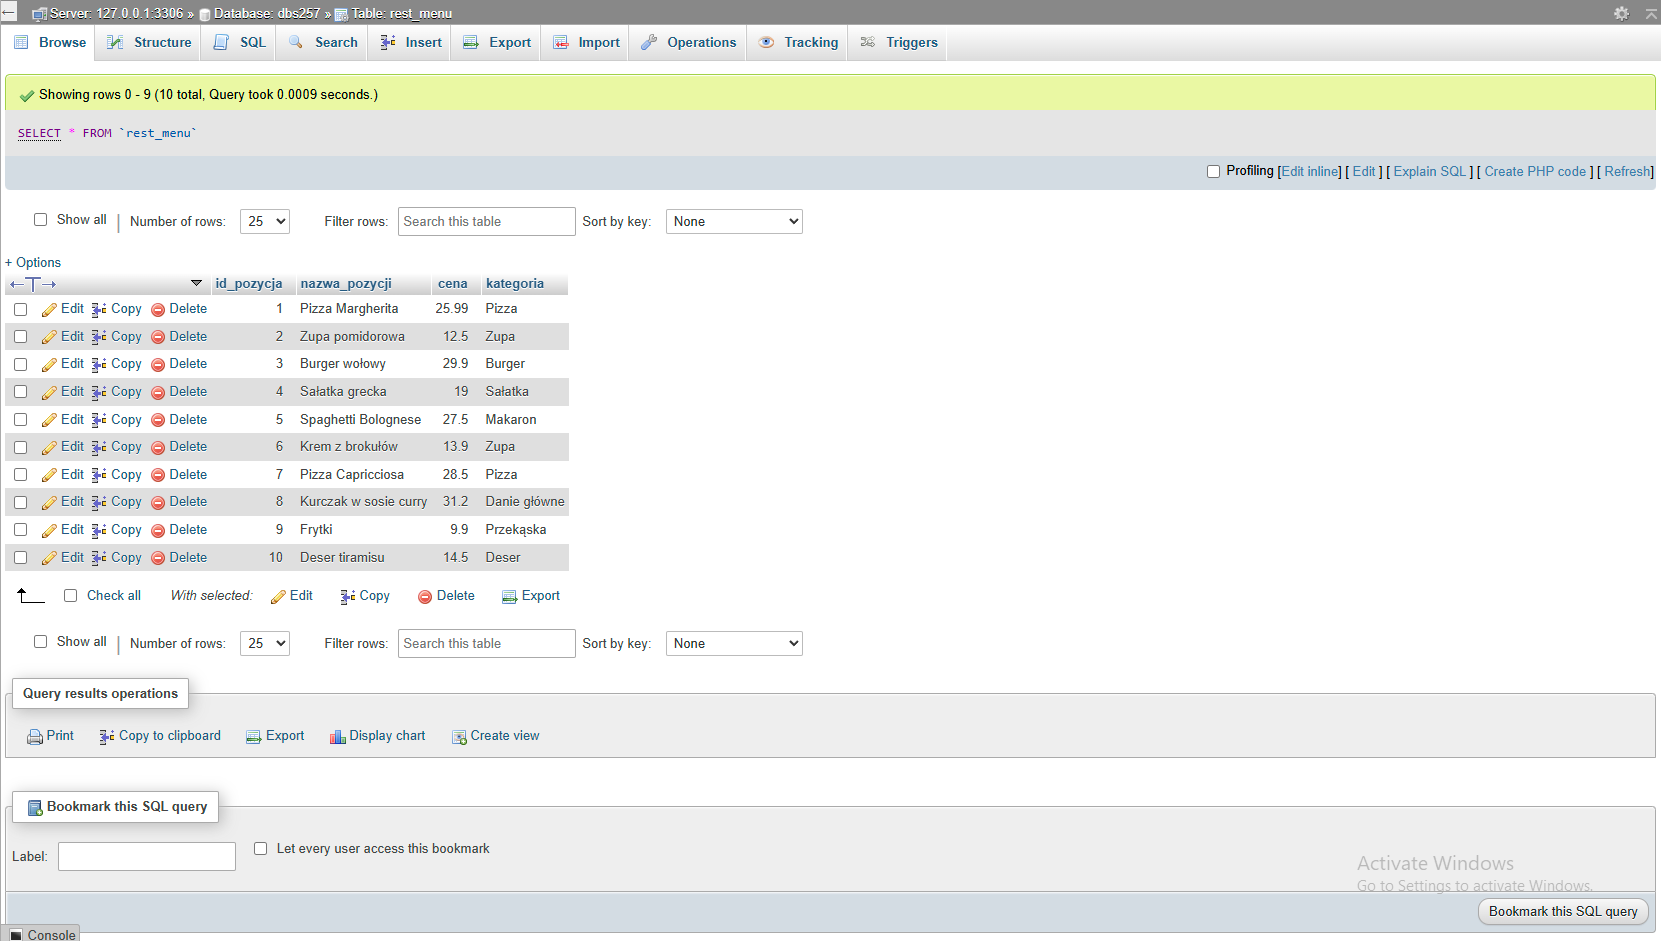 Server: 127.0.0.1:3306 » Database: dbs257 » Table: rest_menu
Browse Structure SQL Search Insert Export Import Operations Tracking Triggers
Showing rows 0 - 9 (10 total, Query took 0.0009 seconds.)
SELECT * FROM `rest_menu`
Profiling [Edit inline] [ Edit ] [ Explain SQL ] [ Create PHP code ] [ Refresh]
Show all | Number of rows: 25 Filter rows: Search this table Sort by key: None
+ Options
←T→ id_pozycja nazwa_pozycji cena kategoria
Edit Copy Delete 1 Pizza Margherita 25.99 Pizza
Edit Copy Delete 2 Zupa pomidorowa 12.5 Zupa
Edit Copy Delete 3 Burger wołowy 29.9 Burger
Edit Copy Delete 4 Sałatka grecka 19 Sałatka
Edit Copy Delete 5 Spaghetti Bolognese 27.5 Makaron
Edit Copy Delete 6 Krem z brokułów 13.9 Zupa
Edit Copy Delete 7 Pizza Capricciosa 28.5 Pizza
Edit Copy Delete 8 Kurczak w sosie curry 31.2 Danie główne
Edit Copy Delete 9 Frytki 9.9 Przekąska
Edit Copy Delete 10 Deser tiramisu 14.5 Deser
Check all With selected: Edit Copy Delete Export
Show all | Number of rows: 25 Filter rows: Search this table Sort by key: None
Query results operations
Print Copy to clipboard Export Display chart Create view
Bookmark this SQL query
Label: Let every user access this bookmark
Activate Windows
Go to Settings to activate Windows.
Bookmark this SQL query
Console